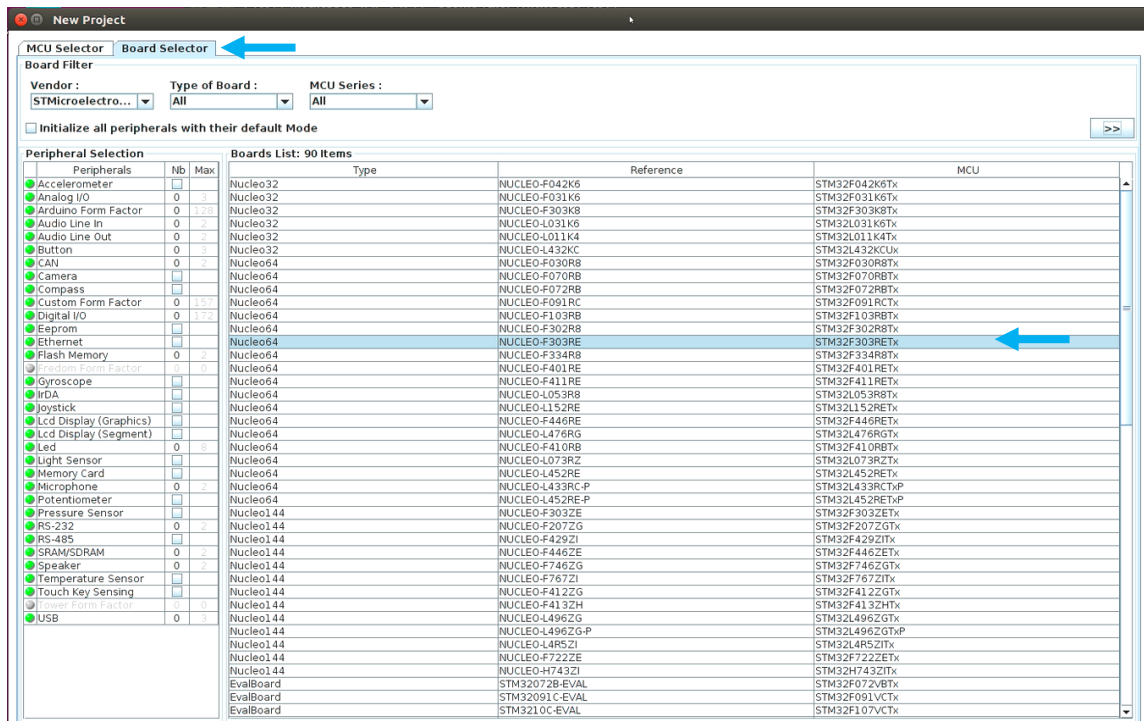 New Project
MCU Selector Board Selector
Board Filter
Vendor : Type of Board : MCU Series :
STMicroelectro... All All
Initialize all peripherals with their default Mode >>
Peripheral Selection Boards List: 90 Items
Peripherals Nb Max Type Reference MCU
Accelerometer Nucleo32 NUCLEO-F042K6 STM32F042K6Tx
Analog I/O 0 3 Nucleo32 NUCLEO-F031K6 STM32F031K6Tx
Arduino Form Factor 0 128 Nucleo32 NUCLEO-F303K8 STM32F303K8Tx
Audio Line In 0 2 Nucleo32 NUCLEO-L031K6 STM32L031K6Tx
Audio Line Out 0 2 Nucleo32 NUCLEO-L011K4 STM32L011K4Tx
Button 0 3 Nucleo32 NUCLEO-L432KC STM32L432KCUx
CAN 0 2 Nucleo64 NUCLEO-F030R8 STM32F030R8Tx
Camera Nucleo64 NUCLEO-F070RB STM32F070RBTx
Compass Nucleo64 NUCLEO-F072RB STM32F072RBTx
Custom Form Factor 0 157 Nucleo64 NUCLEO-F091RC STM32F091RCTx
Digital I/O 0 172 Nucleo64 NUCLEO-F103RB STM32F103RBTx
Eeprom Nucleo64 NUCLEO-F302R8 STM32F302R8Tx
Ethernet Nucleo64 NUCLEO-F303RE STM32F303RETx
Flash Memory 0 2 Nucleo64 NUCLEO-F334R8 STM32F334R8Tx
Fredom Form Factor 0 0 Nucleo64 NUCLEO-F401RE STM32F401RETx
Gyroscope Nucleo64 NUCLEO-F411RE STM32F411RETx
IrDA Nucleo64 NUCLEO-L053R8 STM32L053R8Tx
Joystick Nucleo64 NUCLEO-L152RE STM32L152RETx
Lcd Display (Graphics) Nucleo64 NUCLEO-F446RE STM32F446RETx
Lcd Display (Segment) Nucleo64 NUCLEO-L476RG STM32L476RGTx
Led 0 8 Nucleo64 NUCLEO-F410RB STM32F410RBTx
Light Sensor Nucleo64 NUCLEO-L073RZ STM32L073RZTx
Memory Card Nucleo64 NUCLEO-L452RE STM32L452RETx
Microphone 0 2 Nucleo64 NUCLEO-L433RC-P STM32L433RCTxP
Potentiometer Nucleo64 NUCLEO-L452RE-P STM32L452RETxP
Pressure Sensor Nucleo144 NUCLEO-F303ZE STM32F303ZETx
RS-232 0 2 Nucleo144 NUCLEO-F207ZG STM32F207ZGTx
RS-485 Nucleo144 NUCLEO-F429ZI STM32F429ZITx
SRAM/SDRAM 0 2 Nucleo144 NUCLEO-F446ZE STM32F446ZETx
Speaker 0 2 Nucleo144 NUCLEO-F746ZG STM32F746ZGTx
Temperature Sensor Nucleo144 NUCLEO-F767ZI STM32F767ZITx
Touch Key Sensing Nucleo144 NUCLEO-F412ZG STM32F412ZGTx
Tower Form Factor 0 0 Nucleo144 NUCLEO-F413ZH STM32F413ZHTx
USB 0 3 Nucleo144 NUCLEO-L496ZG STM32L496ZGTx
Nucleo144 NUCLEO-L496ZG-P STM32L496ZGTxP
Nucleo144 NUCLEO-L4R5ZI STM32L4R5ZITx
Nucleo144 NUCLEO-F722ZE STM32F722ZETx
Nucleo144 NUCLEO-H743ZI STM32H743ZITx
EvalBoard STM32072B-EVAL STM32F072VBTx
EvalBoard STM32091C-EVAL STM32F091VCTx
EvalBoard STM3210C-EVAL STM32F107VCTx